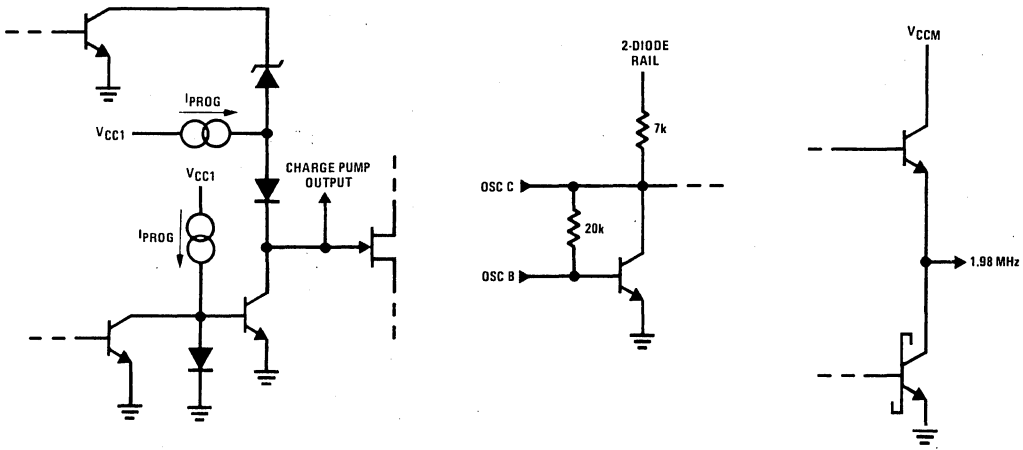 IPROG
VCC1
VCC1
IPROG
CHARGE PUMP
OUTPUT
2-DIODE
RAIL
7k
OSC C
20k
OSC B
VCCM
1.98 MHz